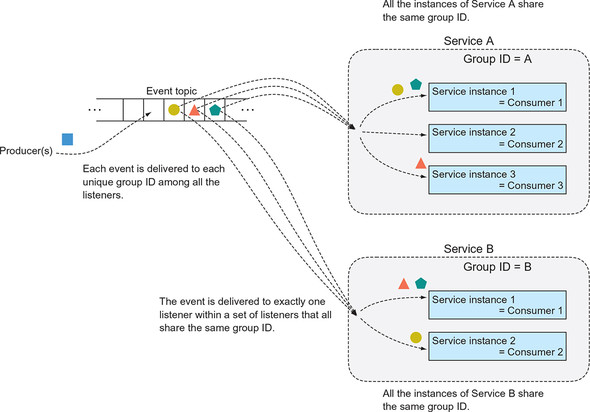 All the instances of Service A share
the same group ID.
Service A
Group ID = A
Event topic
...
...
Service instance 1
= Consumer 1
Service instance 2
= Consumer 2
Service instance 3
= Consumer 3
Producer(s)
Each event is delivered to each
unique group ID among all the
listeners.
Service B
Group ID = B
The event is delivered to exactly one
listener within a set of listeners that all
share the same group ID.
Service instance 1
= Consumer 1
Service instance 2
= Consumer 2
All the instances of Service B share
the same group ID.